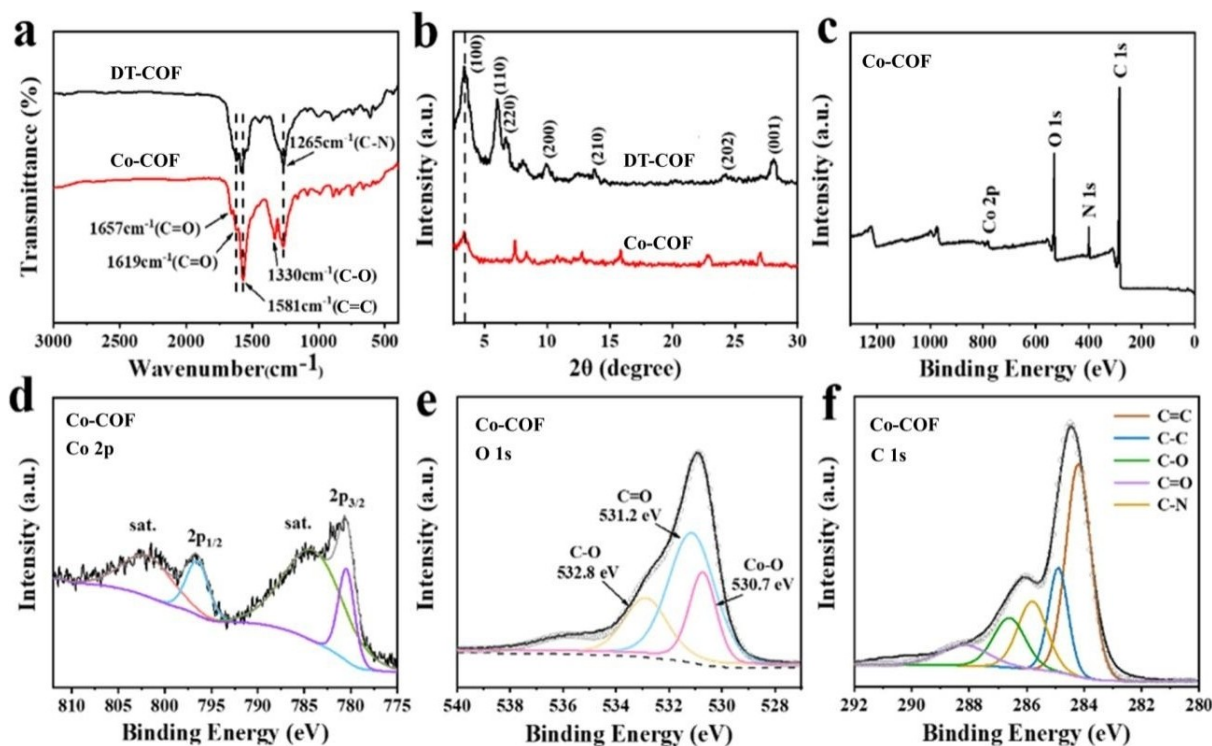 a
DT-COF
1265cm⁻¹(C-N)
Co-COF
1657cm⁻¹(C=O)
1619cm⁻¹(C=O)
1330cm⁻¹(C-O)
1581cm⁻¹(C=C)
Transmittance (%)
3000 2500 2000 1500 1000 500
Wavenumber(cm⁻¹)
b
(100)
(110)
(220)
(200)
(210)
(202)
(001)
DT-COF
Co-COF
Intensity (a.u.)
5 10 15 20 25 30
2θ (degree)
c
Co-COF
C 1s
O 1s
N 1s
Co 2p
Intensity (a.u.)
1200 1000 800 600 400 200 0
Binding Energy (eV)
d
Co-COF
Co 2p
sat.
2p₁/₂
sat.
2p₃/₂
Intensity (a.u.)
810 805 800 795 790 785 780 775
Binding Energy (eV)
e
Co-COF
O 1s
C=O
531.2 eV
C-O
532.8 eV
Co-O
530.7 eV
Intensity (a.u.)
540 538 536 534 532 530 528
Binding Energy (eV)
f
Co-COF
C 1s
C=C
C-C
C-O
C=O
C-N
Intensity (a.u.)
292 290 288 286 284 282 280
Binding Energy (eV)